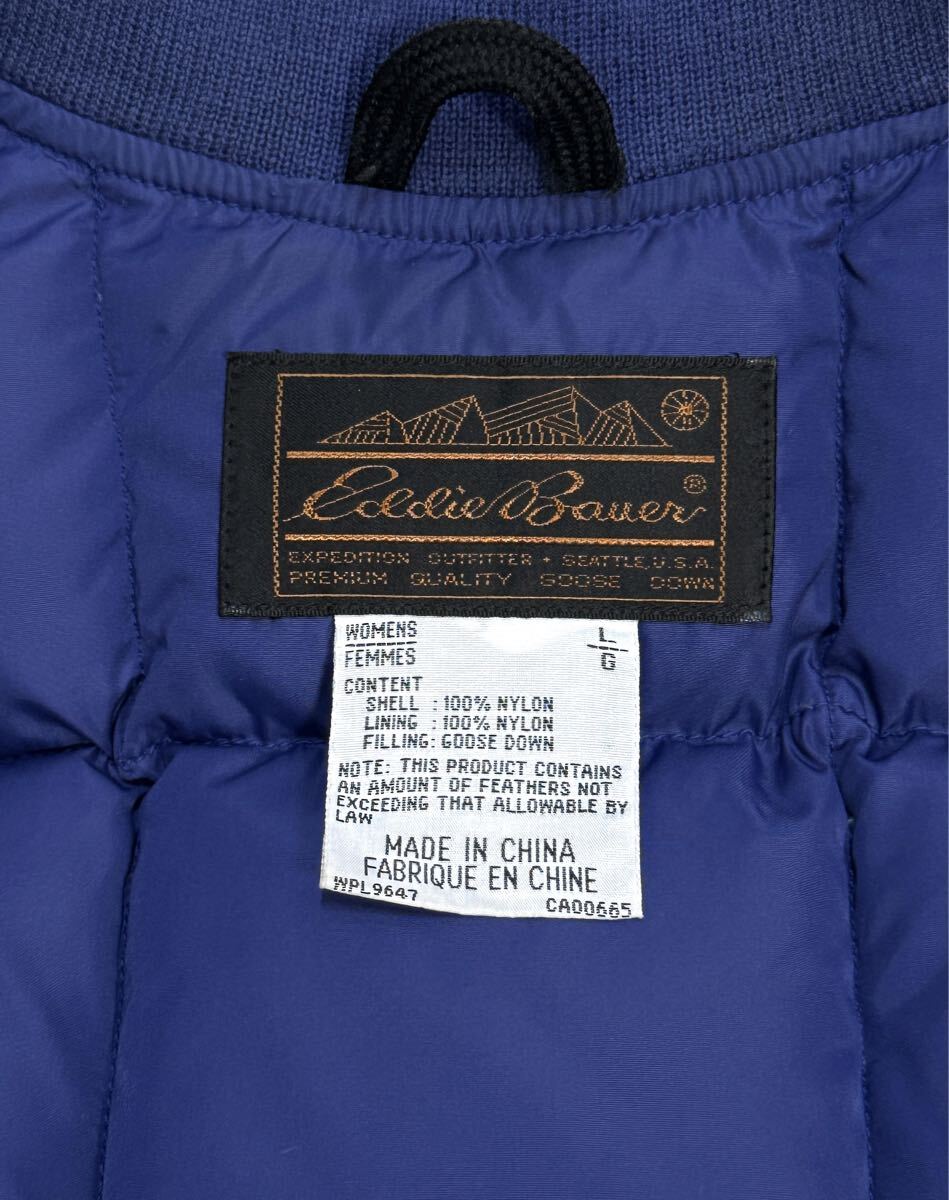 Eddie Bauer®
EXPEDITION OUTFITTER + SEATTLE, U.S.A.
PREMIUM QUALITY GOOSE DOWN
WOMENS L
FEMMES G
CONTENT
SHELL : 100% NYLON
LINING : 100% NYLON
FILLING: GOOSE DOWN
NOTE: THIS PRODUCT CONTAINS
AN AMOUNT OF FEATHERS NOT
EXCEEDING THAT ALLOWABLE BY
LAW
MADE IN CHINA
FABRIQUE EN CHINE
WPL9647 CA00665